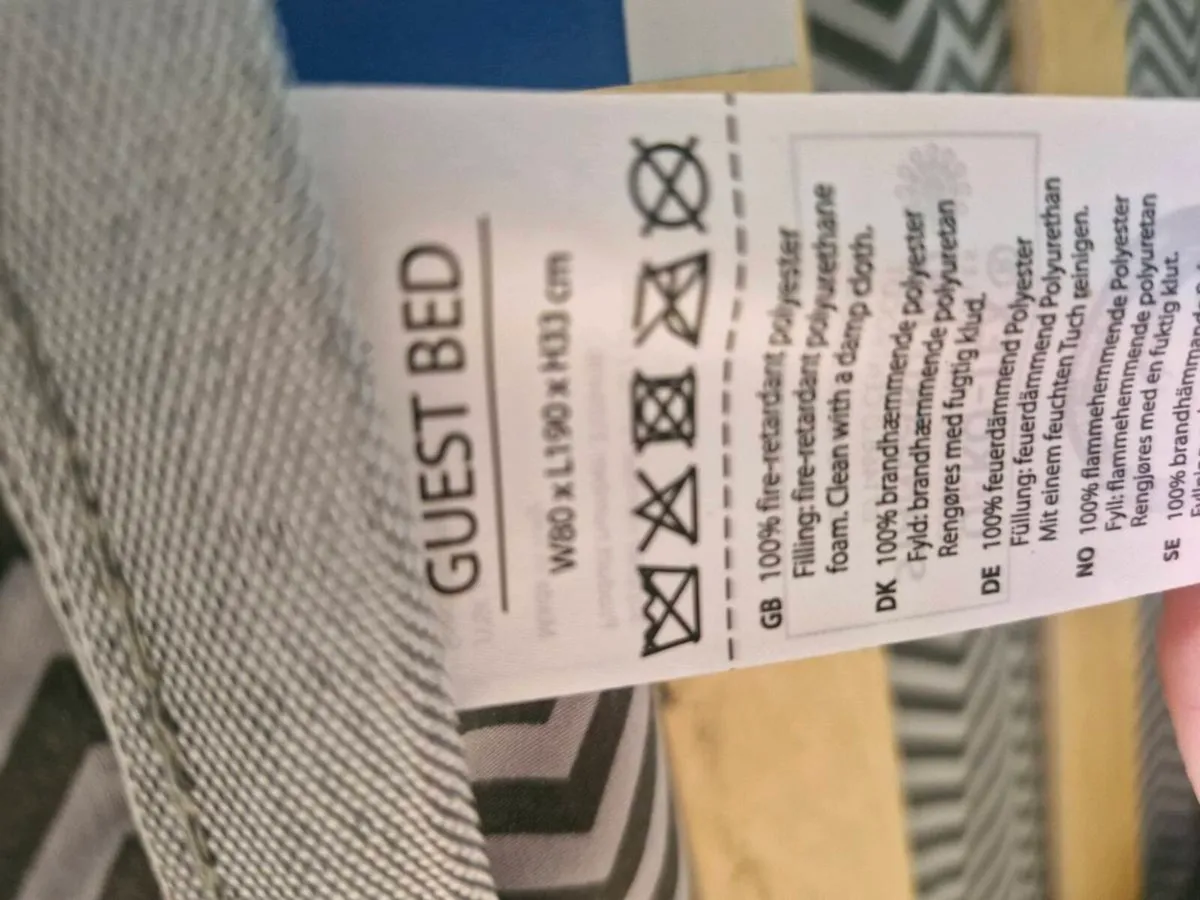 GUEST BED
W80 x L190 x H33 cm
GB 100% fire-retardant polyester
Filling: fire-retardant polyurethane
foam. Clean with a damp cloth.
DK 100% brandhæmmende polyester
Fyld: brandhæmmende polyuretan
Rengøres med fugtig klud.
DE 100% feuerdämmend Polyester
Füllung: feuerdämmend Polyurethan
Mit einem feuchten Tuch reinigen.
NO 100% flammehemmende Polyester
Fyll: flammehemmende polyuretan
Rengjøres med en fuktig klut.
SE 100% brandhämmande